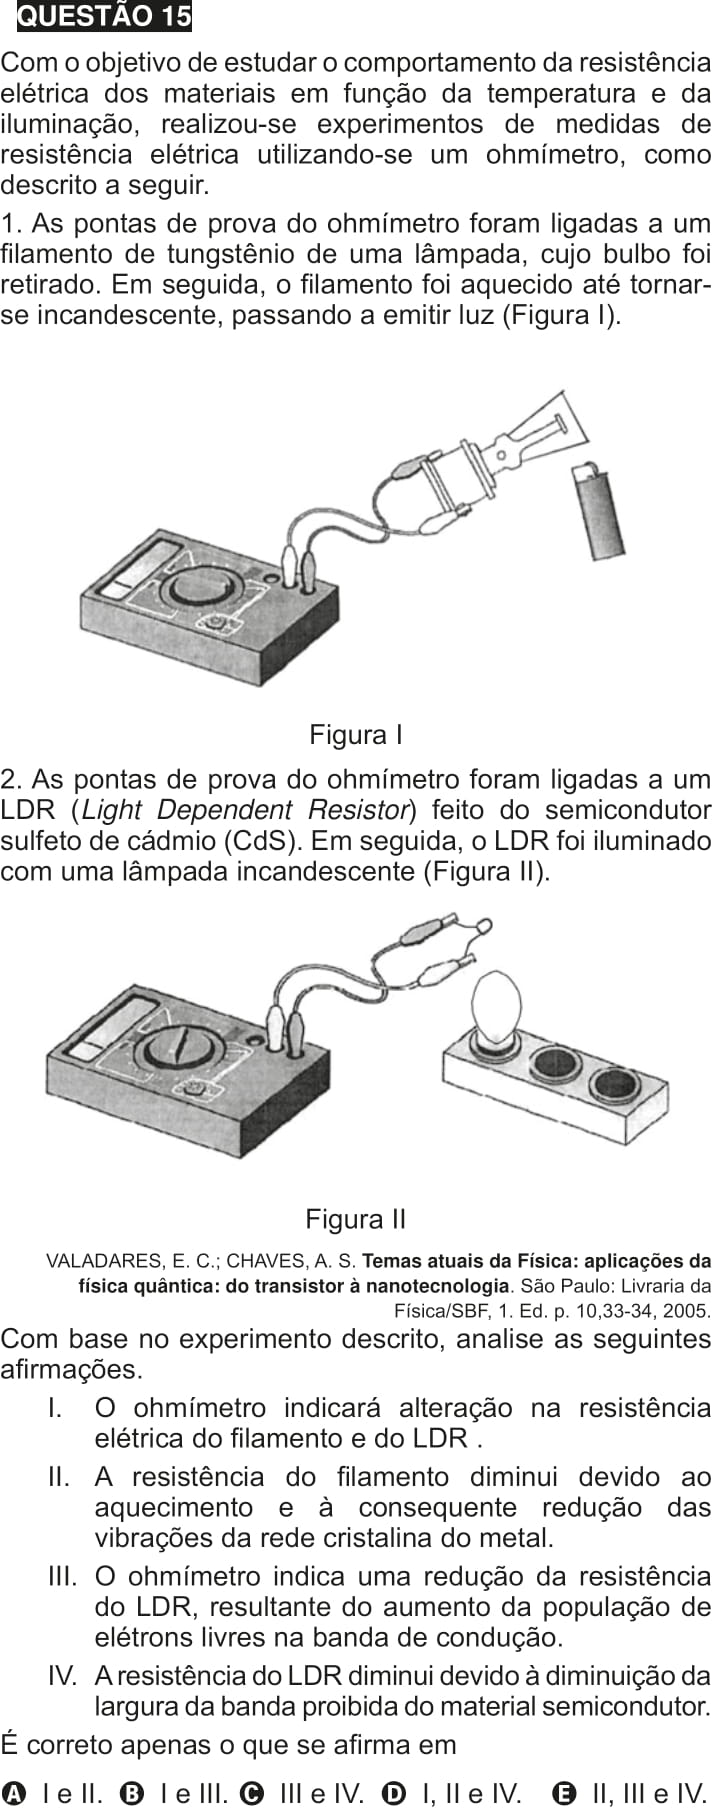 QUESTÃO 15
Com o objetivo de estudar o comportamento da resistência
elétrica dos materiais em função da temperatura e da
iluminação, realizou-se experimentos de medidas de
resistência elétrica utilizando-se um ohmímetro, como
descrito a seguir.
1. As pontas de prova do ohmímetro foram ligadas a um
filamento de tungstênio de uma lâmpada, cujo bulbo foi
retirado. Em seguida, o filamento foi aquecido até tornar-
se incandescente, passando a emitir luz (Figura I).
Figura I
2. As pontas de prova do ohmímetro foram ligadas a um
LDR (Light Dependent Resistor) feito do semicondutor
sulfeto de cádmio (CdS). Em seguida, o LDR foi iluminado
com uma lâmpada incandescente (Figura II).
Figura II
VALADARES, E. C.; CHAVES, A. S. Temas atuais da Física: aplicações da
física quântica: do transistor à nanotecnologia. São Paulo: Livraria da
Física/SBF, 1. Ed. p. 10,33-34, 2005.
Com base no experimento descrito, analise as seguintes
afirmações.
I. O ohmímetro indicará alteração na resistência
elétrica do filamento e do LDR .
II. A resistência do filamento diminui devido ao
aquecimento e à consequente redução das
vibrações da rede cristalina do metal.
III. O ohmímetro indica uma redução da resistência
do LDR, resultante do aumento da população de
elétrons livres na banda de condução.
IV. A resistência do LDR diminui devido à diminuição da
largura da banda proibida do material semicondutor.
É correto apenas o que se afirma em
A I e II. B I e III. C III e IV. D I, II e IV. E II, III e IV.